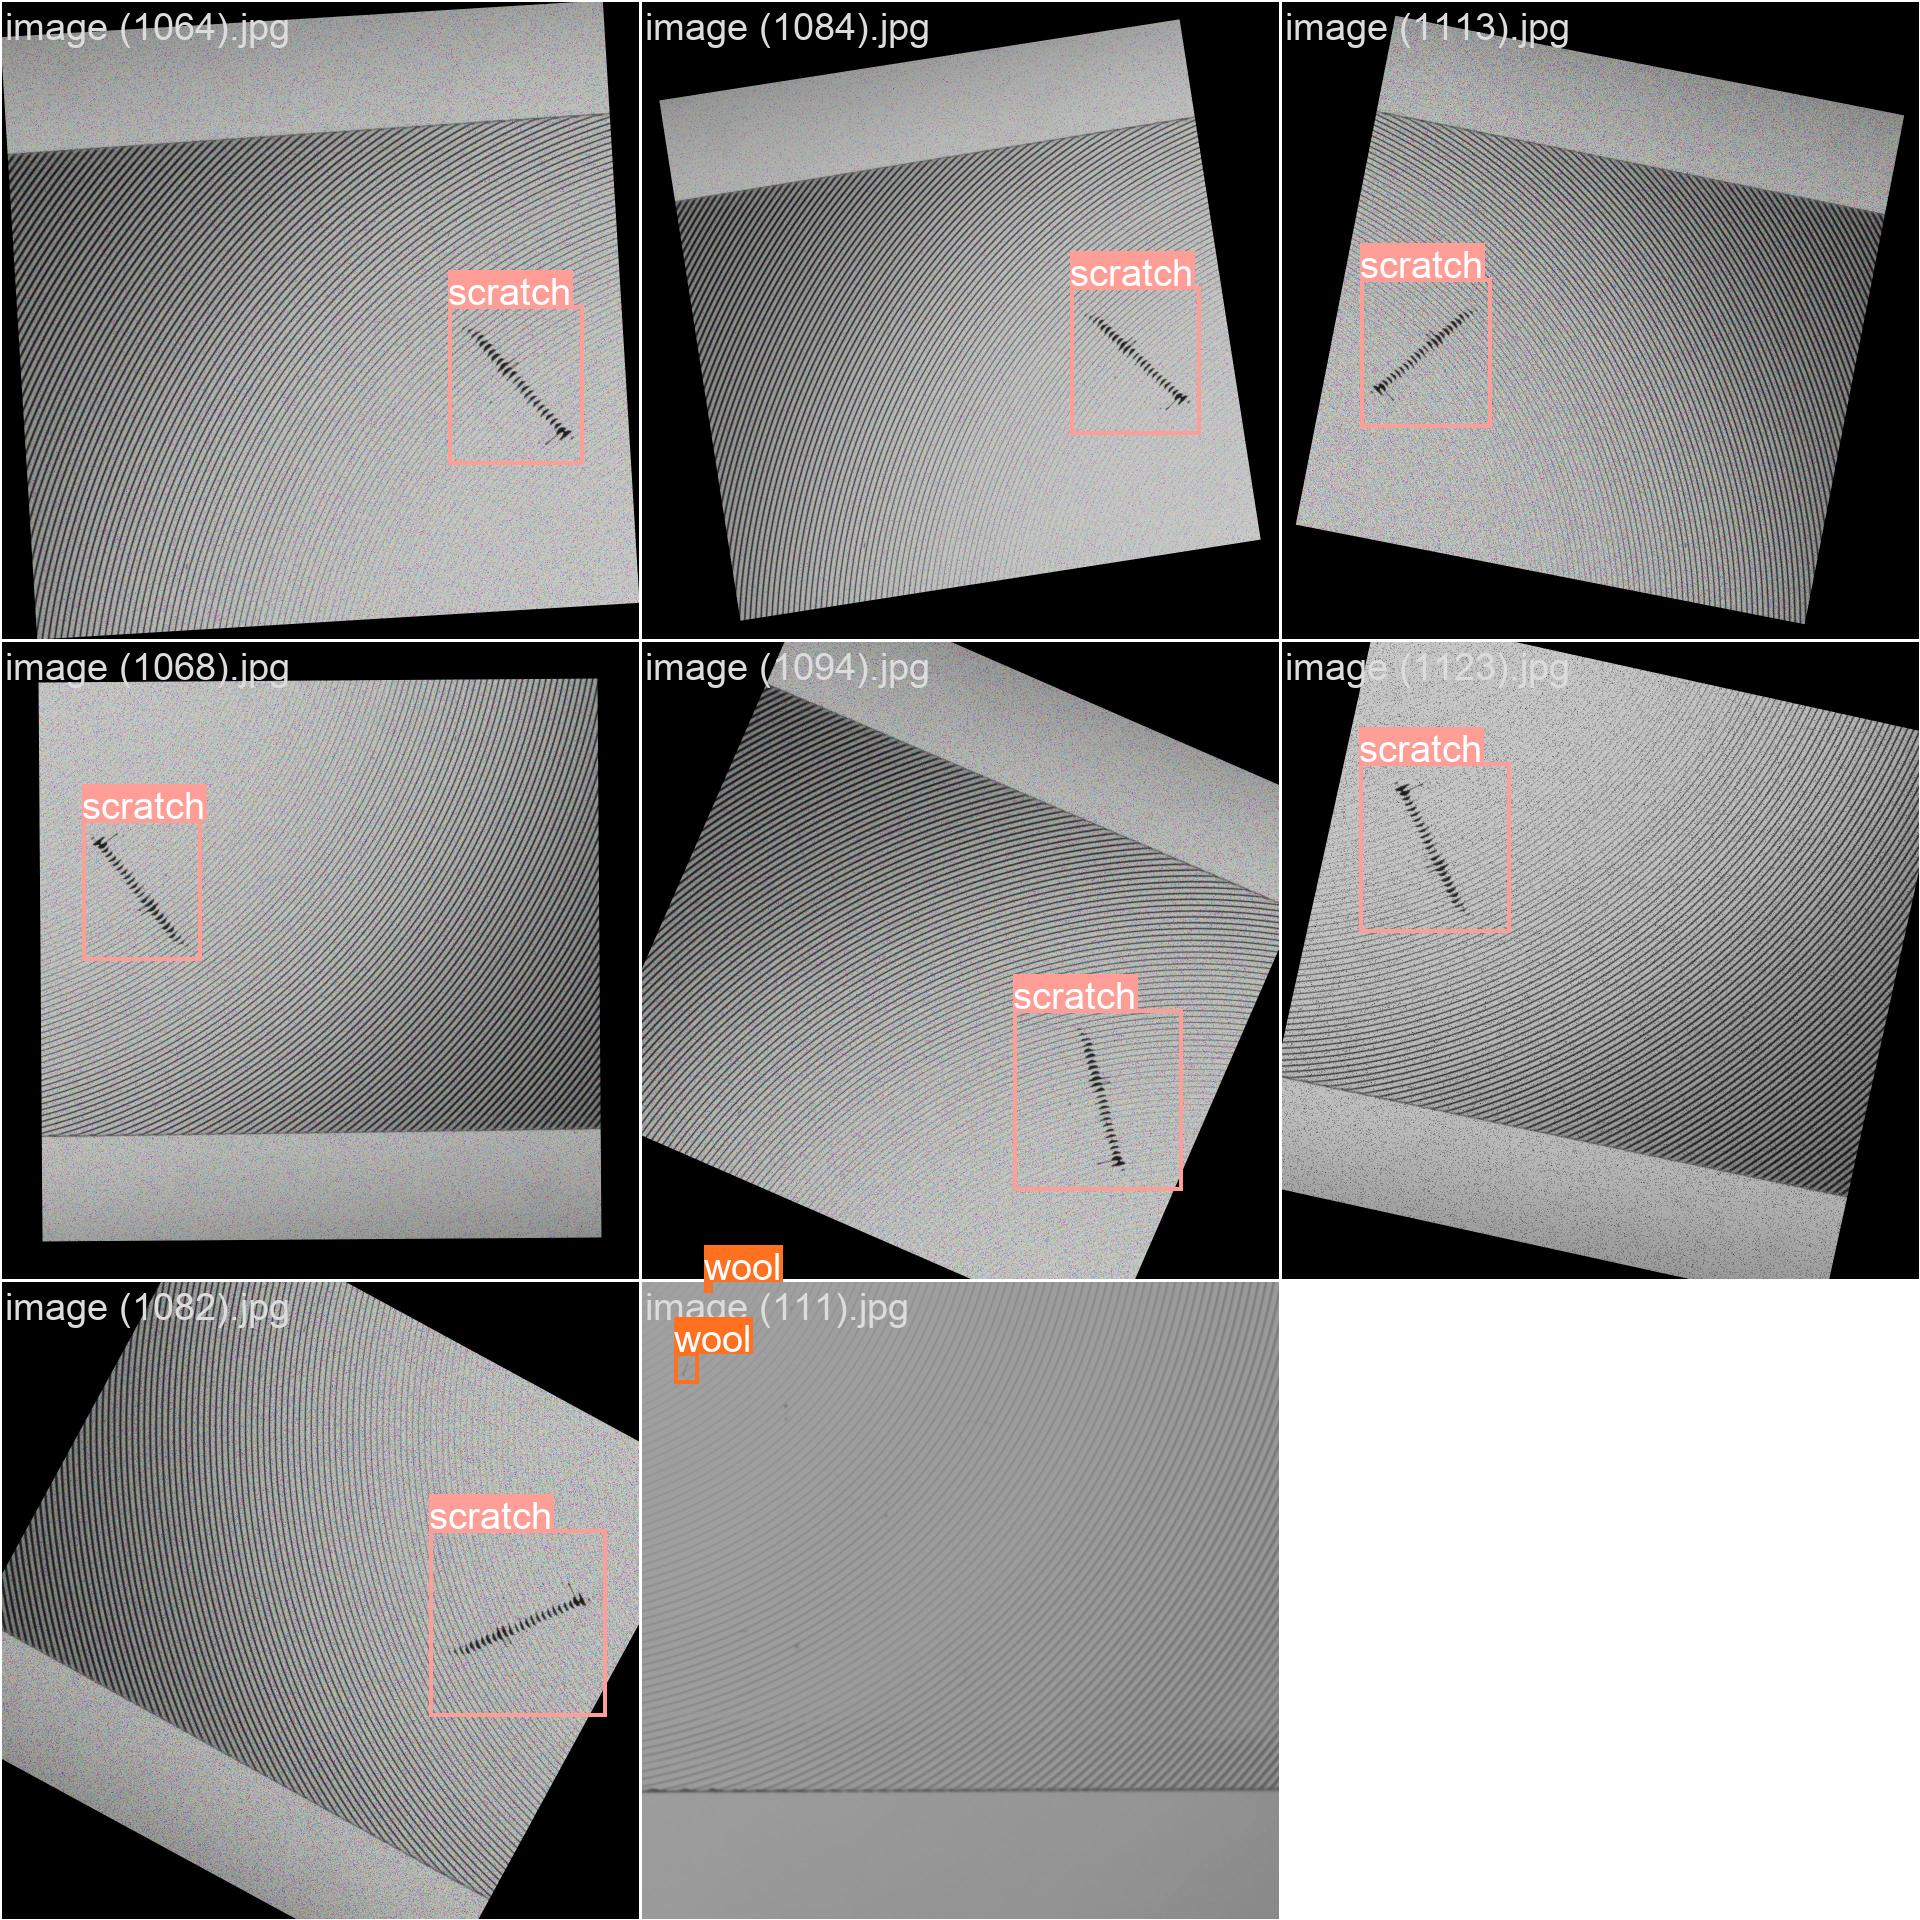 image (1064).jpg
image (1084).jpg
image (1113).jpg
scratch
scratch
scratch
image (1068).jpg
image (1094).jpg
image (1123).jpg
scratch
scratch
scratch
wool
image (1082).jpg
image (111).jpg
wool
scratch